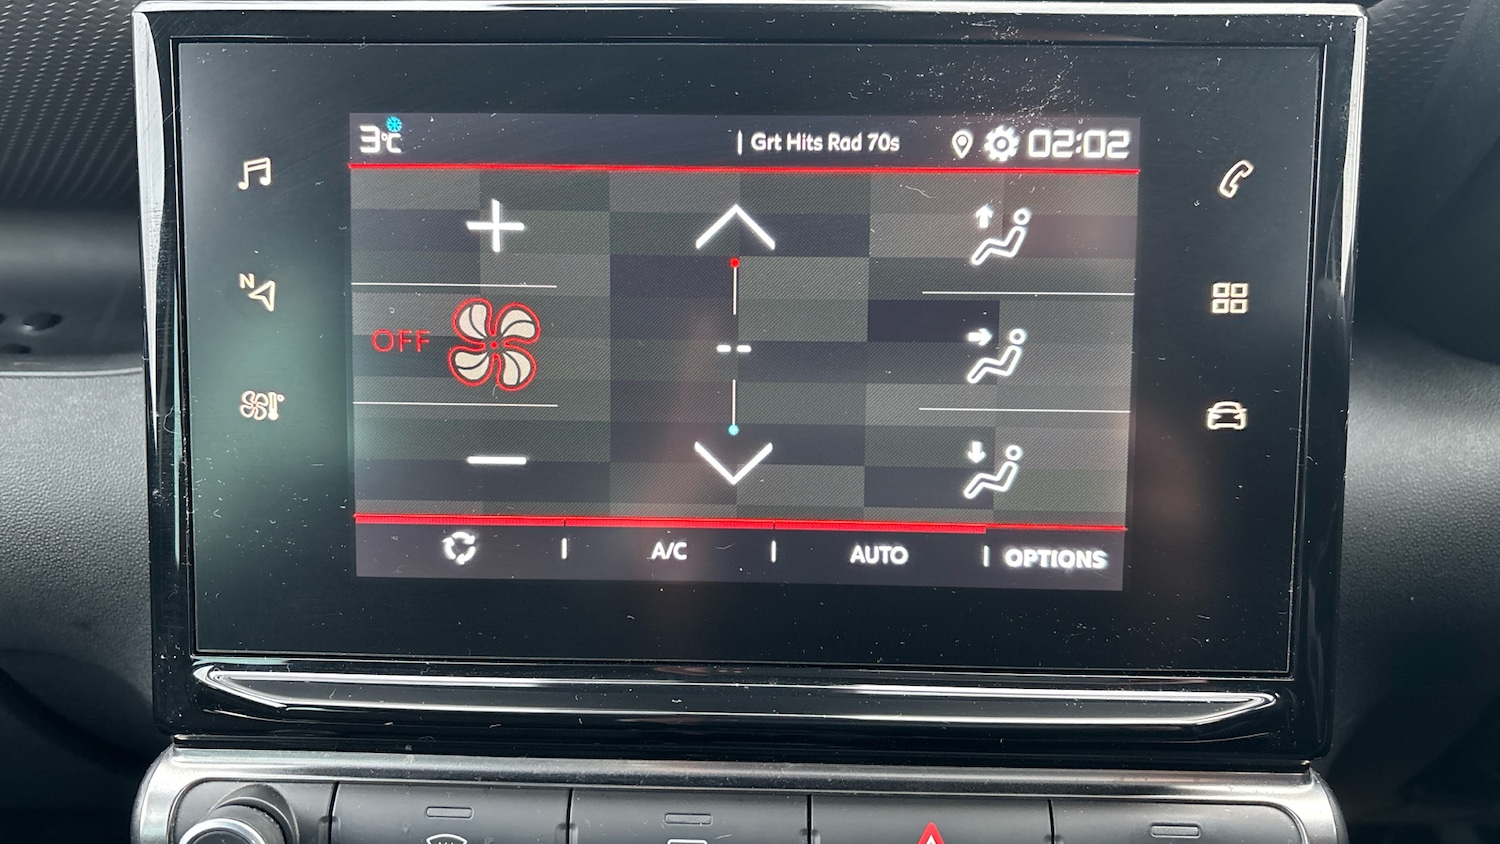 3°C
Grt Hits Rad 70s
02:02
N
OFF
--
A/C
AUTO
OPTIONS